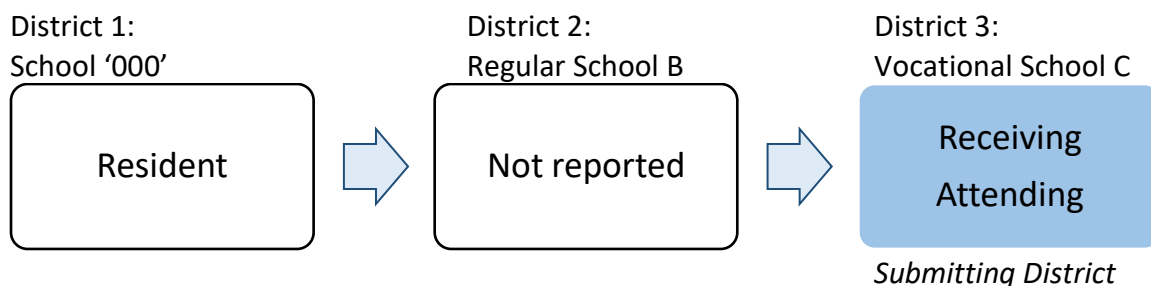 District 1:
School ‘000’
Resident
District 2:
Regular School B
Not reported
District 3:
Vocational School C
Receiving
Attending
Submitting District